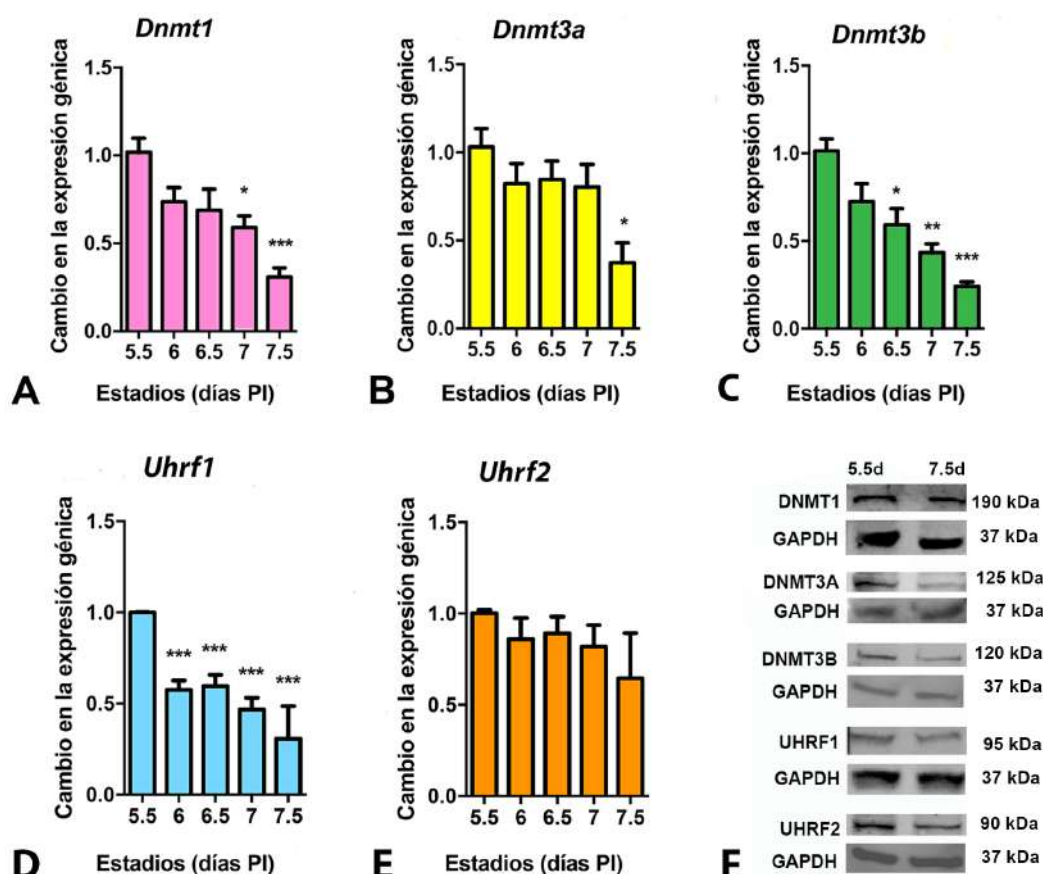 Dnmt1
Cambio en la expresión génica
1.5
1.0
0.5
0.0
*
***
5.5 6 6.5 7 7.5
Estadios (días PI)
A
Dnmt3a
Cambio en la expresión génica
1.5
1.0
0.5
0.0
*
5.5 6 6.5 7 7.5
Estadios (días PI)
B
Dnmt3b
Cambio en la expresión génica
1.5
1.0
0.5
0.0
*
**
***
5.5 6 6.5 7 7.5
Estadios (días PI)
C
Uhrf1
Cambio en la expresión génica
1.5
1.0
0.5
0.0
*** *** *** ***
5.5 6 6.5 7 7.5
Estadios (días PI)
D
Uhrf2
Cambio en la expresión génica
1.5
1.0
0.5
0.0
5.5 6 6.5 7 7.5
Estadios (días PI)
E
5.5d 7.5d
DNMT1 190 kDa
GAPDH 37 kDa
DNMT3A 125 kDa
GAPDH 37 kDa
DNMT3B 120 kDa
GAPDH 37 kDa
UHRF1 95 kDa
GAPDH 37 kDa
UHRF2 90 kDa
GAPDH 37 kDa
F